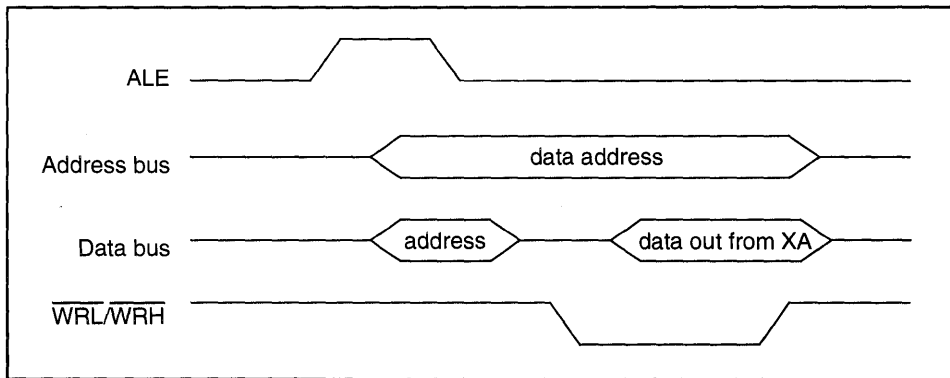 ALE
Address bus
data address
Data bus
address
data out from XA
WRL/WRH